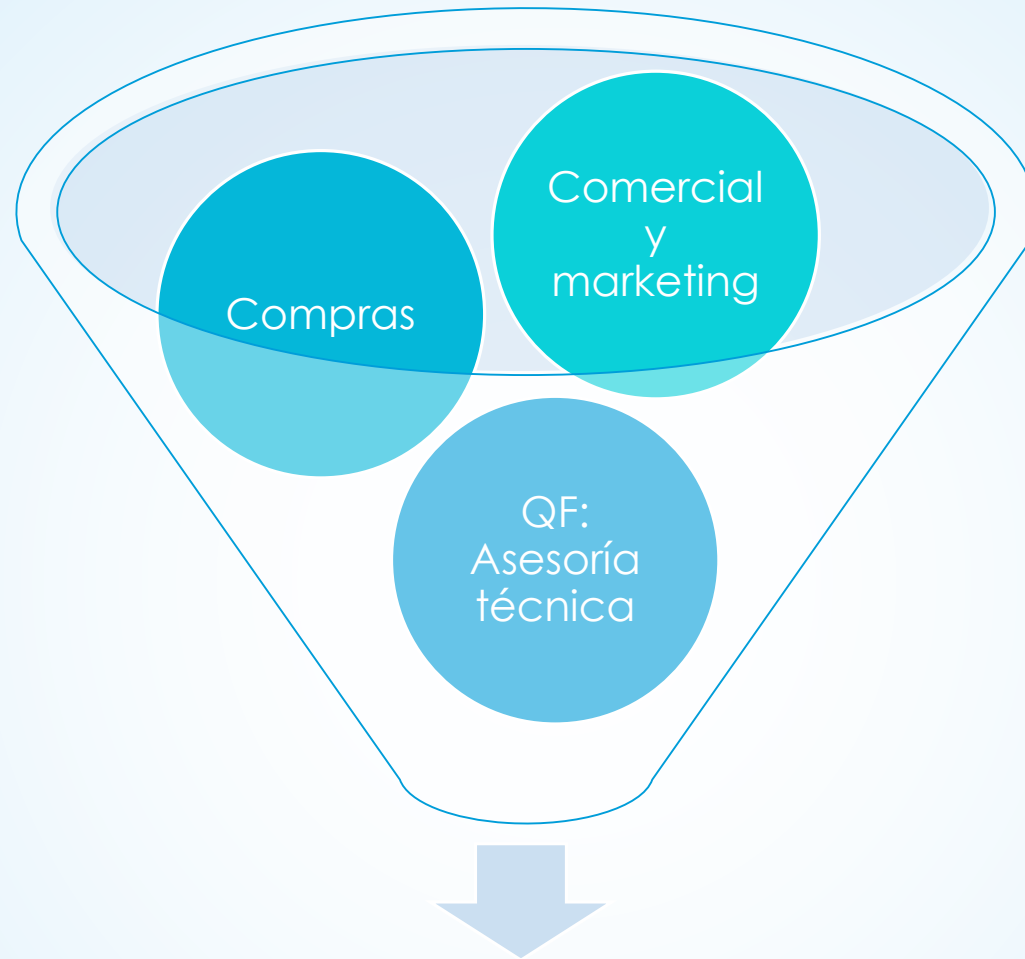 Comercial
y
marketing
Compras
QF:
Asesoría
técnica